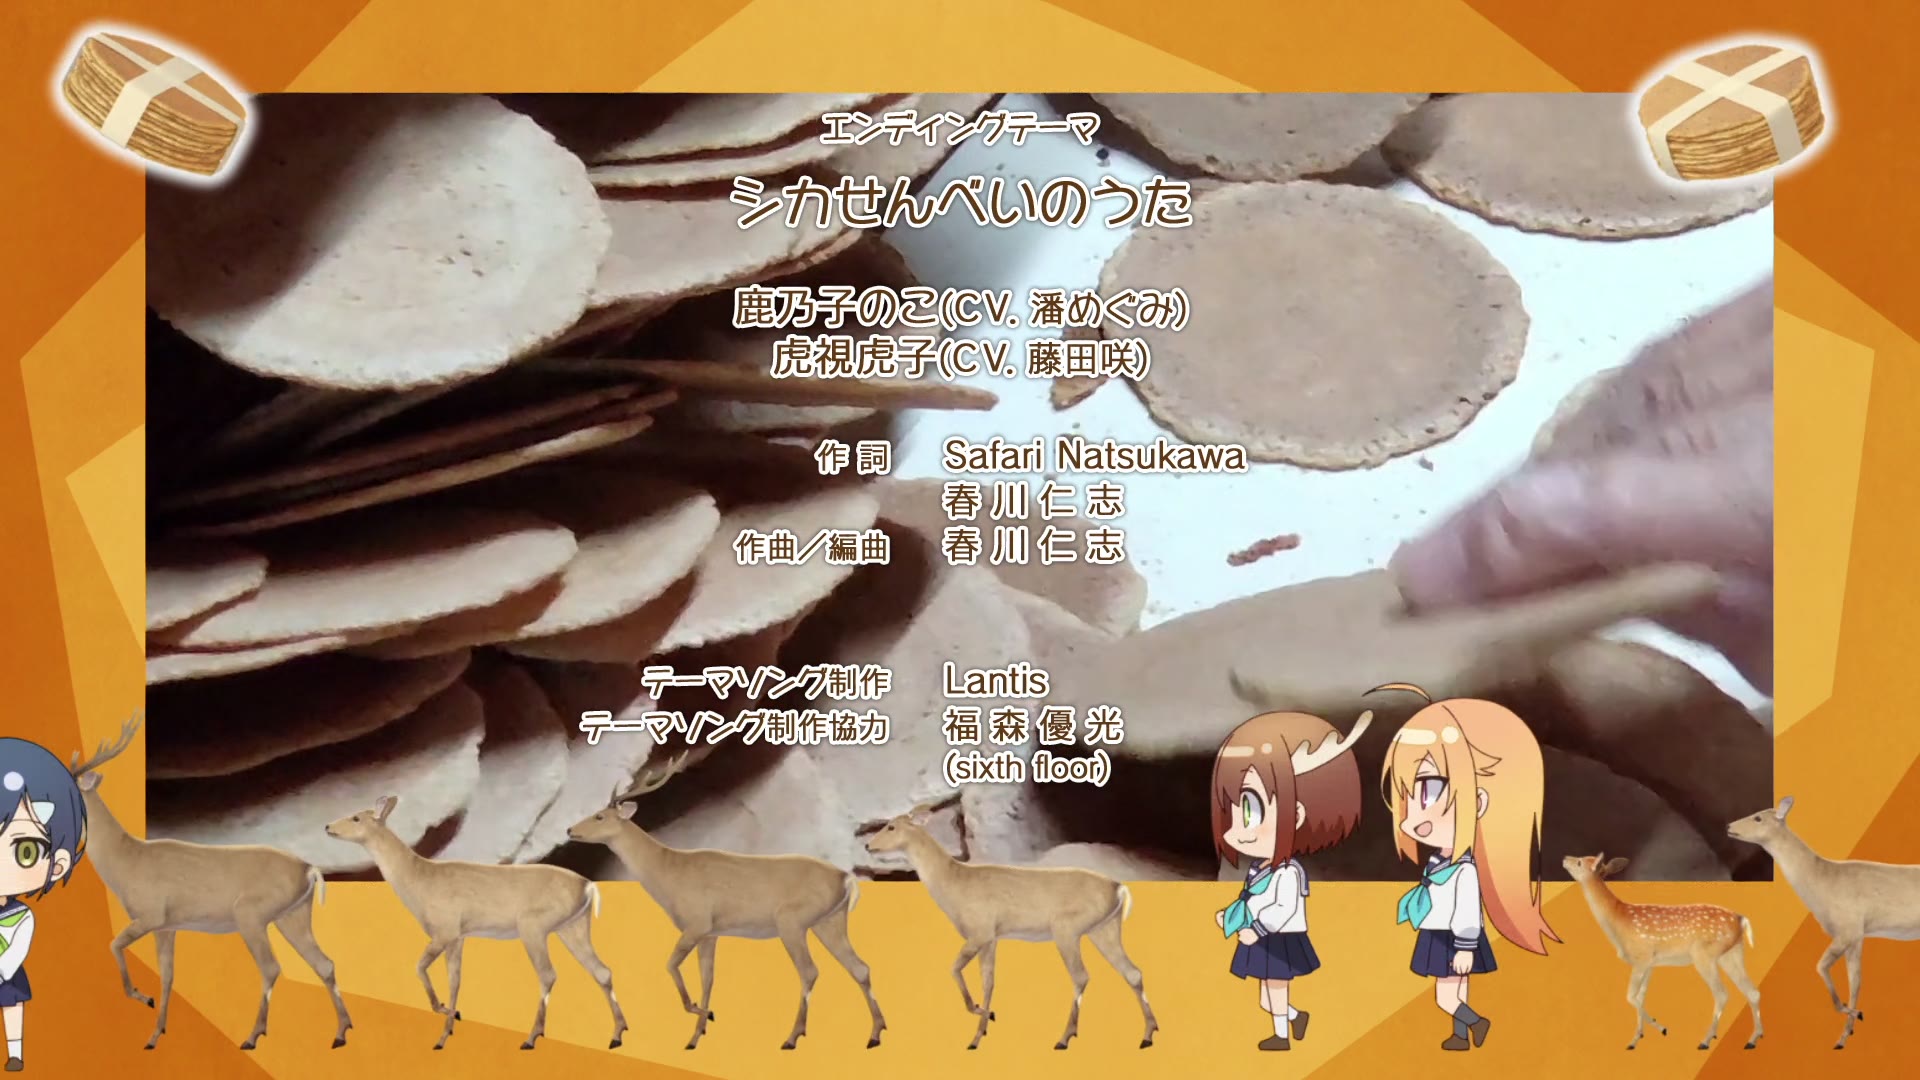 エンディングテーマ
シカせんべいのうた
鹿乃子のこ(CV. 潘めぐみ)
虎視虎子(CV. 藤田咲)
作詞 Safari Natsukawa
春川仁志
作曲／編曲 春川仁志
テーマソング制作 Lantis
テーマソング制作協力 福森優光
(sixth floor)